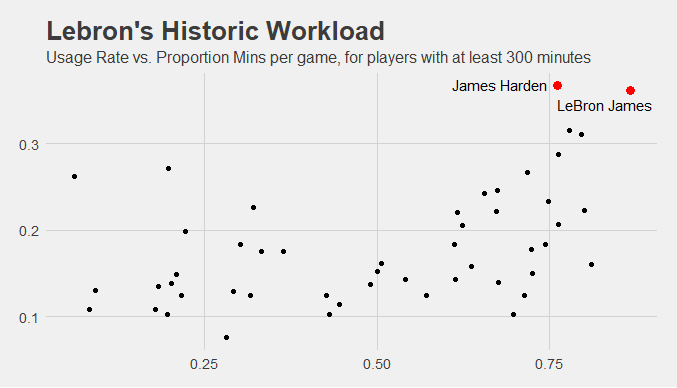 Lebron's Historic Workload
Usage Rate vs. Proportion Mins per game, for players with at least 300 minutes
James Harden
LeBron James
0.3
0.2
0.1
0.25 0.50 0.75